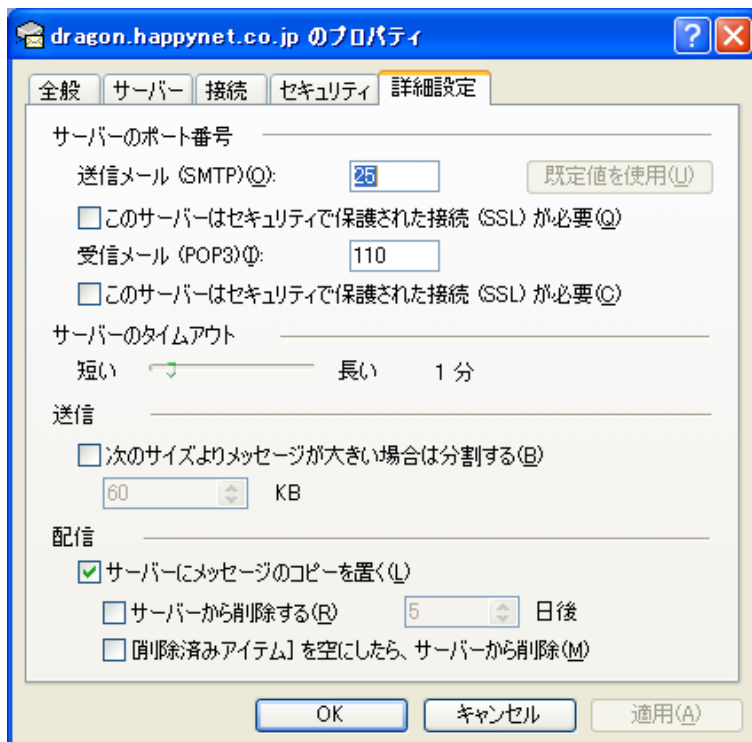 dragon.happynet.co.jp のプロパティ
全般 サーバー 接続 セキュリティ 詳細設定
サーバーのポート番号
送信メール (SMTP)(O): 25 既定値を使用(U)
このサーバーはセキュリティで保護された接続 (SSL) が必要(Q)
受信メール (POP3)(I): 110
このサーバーはセキュリティで保護された接続 (SSL) が必要(C)
サーバーのタイムアウト
短い 長い 1 分
送信
次のサイズよりメッセージが大きい場合は分割する(B)
60 KB
配信
サーバーにメッセージのコピーを置く(L)
サーバーから削除する(R) 5 日後
[削除済みアイテム] を空にしたら、サーバーから削除(M)
OK キャンセル 適用(A)